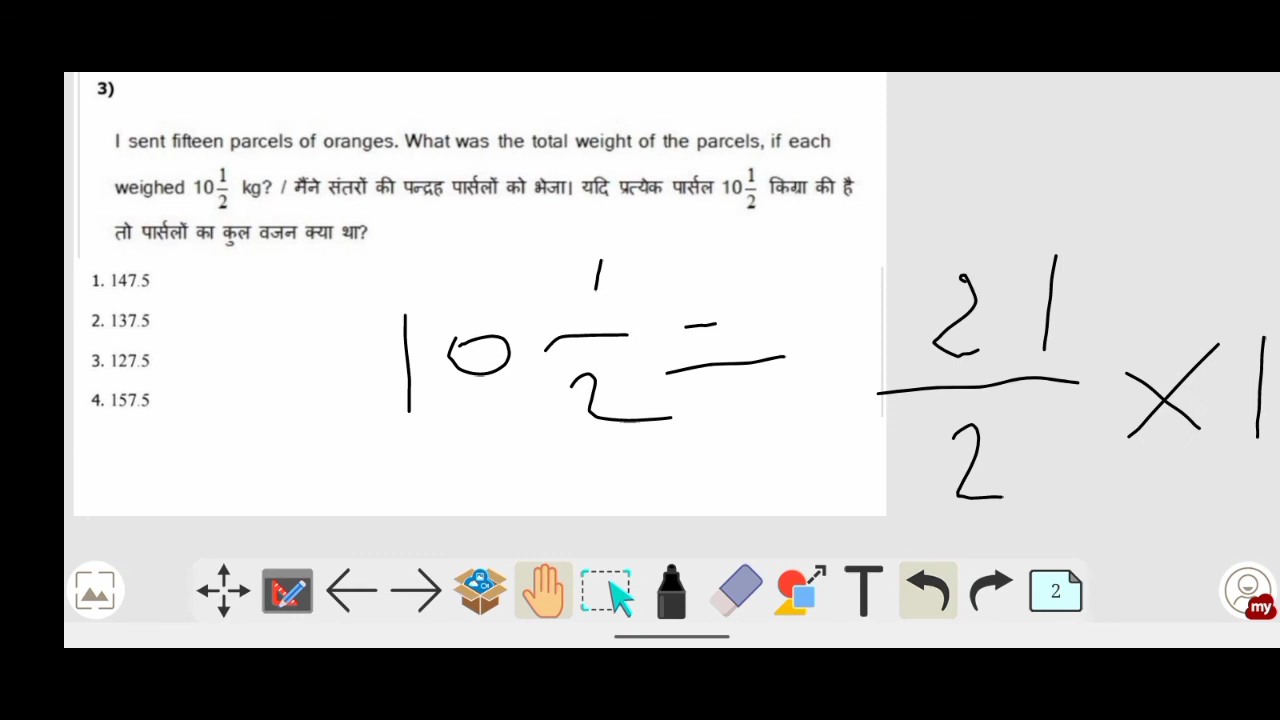 3)
I sent fifteen parcels of oranges. What was the total weight of the parcels, if each
weighed 10 1/2 kg? / मैंने संतरों की पन्द्रह पार्सलों को भेजा। यदि प्रत्येक पार्सल 10 1/2 किग्रा की है
तो पार्सलों का कुल वजन क्या था?
1. 147.5
2. 137.5
3. 127.5
4. 157.5
10 1/2 = 21/2 × 1
T
2
my